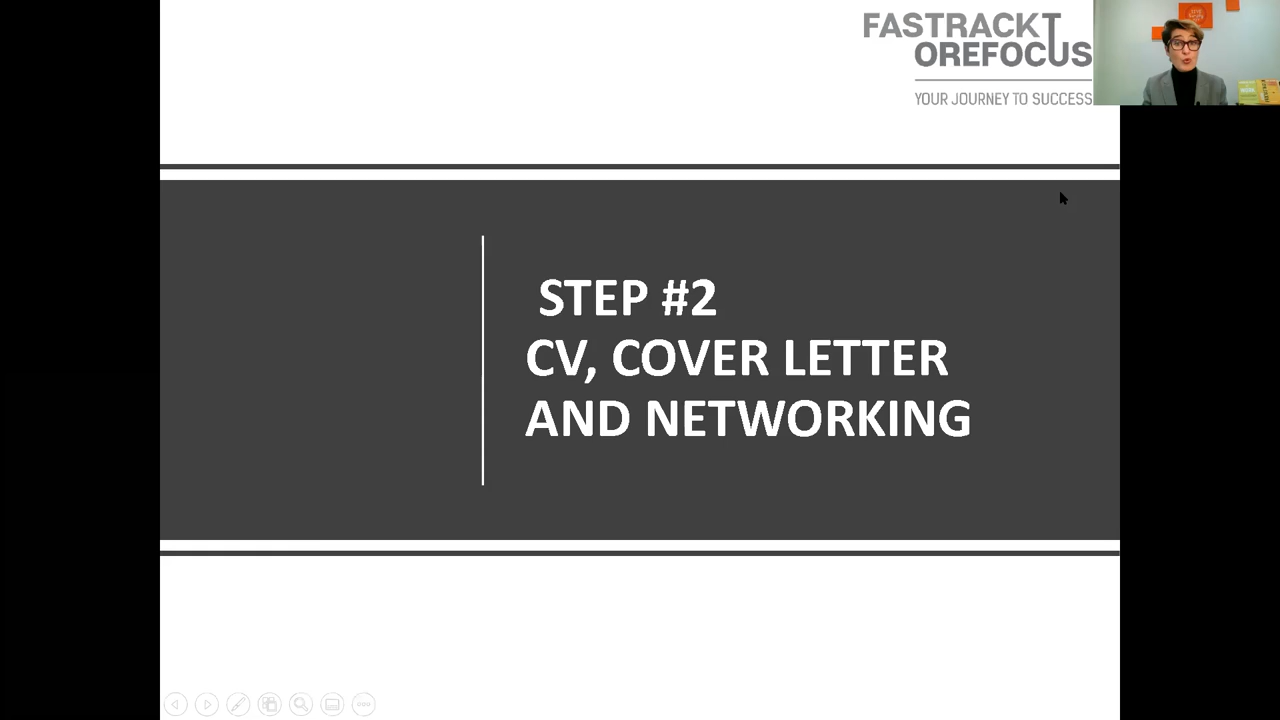 FASTRACKT
OREFOCUS
YOUR JOURNEY TO SUCCESS
STEP #2
CV, COVER LETTER
AND NETWORKING